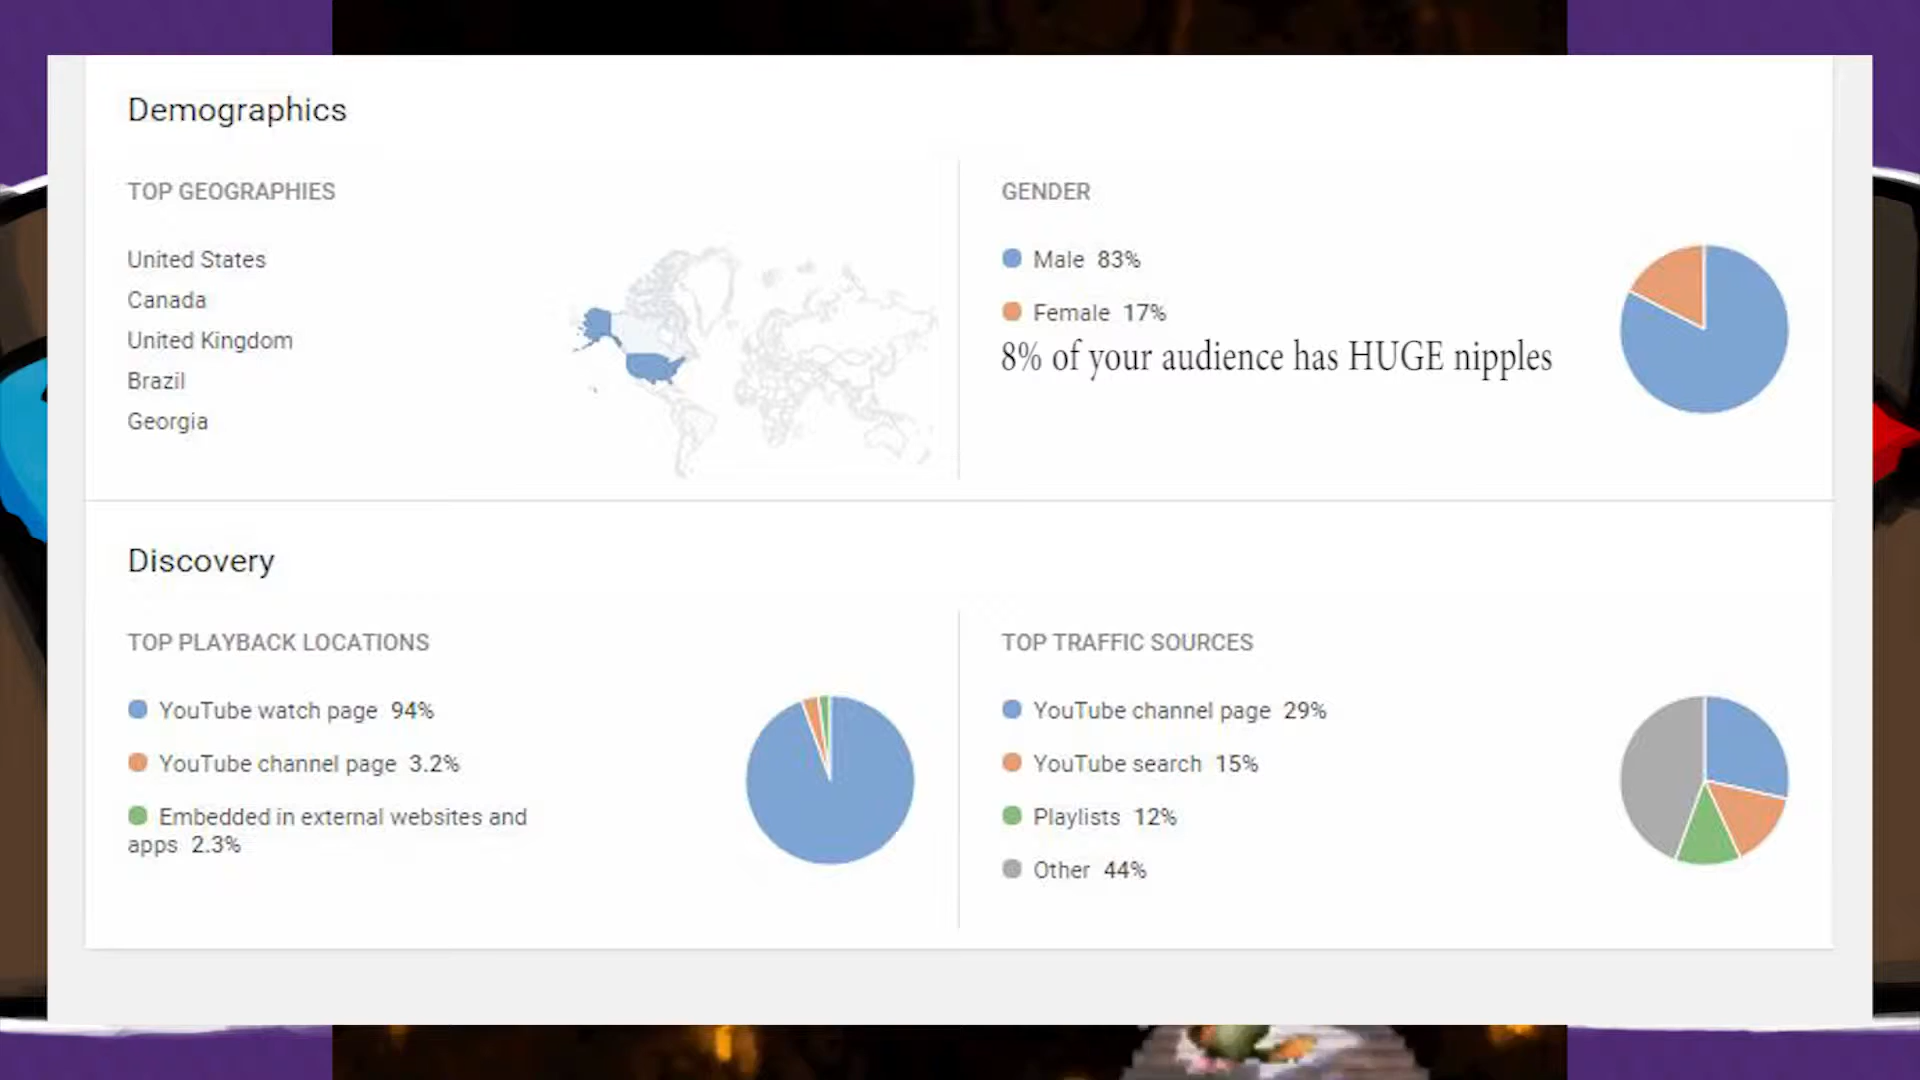 Demographics
TOP GEOGRAPHIES
United States
Canada
United Kingdom
Brazil
Georgia
GENDER
Male 83%
Female 17%
8% of your audience has HUGE nipples
Discovery
TOP PLAYBACK LOCATIONS
YouTube watch page 94%
YouTube channel page 3.2%
Embedded in external websites and
apps 2.3%
TOP TRAFFIC SOURCES
YouTube channel page 29%
YouTube search 15%
Playlists 12%
Other 44%